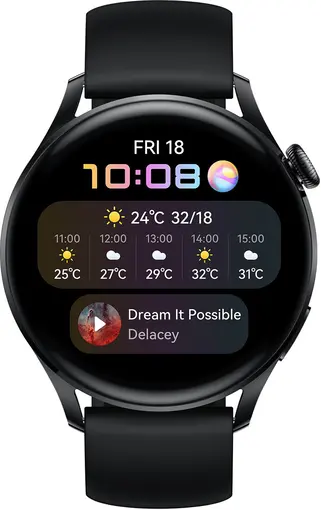 FRI 18
10:08
24°C 32/18
11:00 12:00 13:00 14:00 15:00
25°C 27°C 29°C 32°C 31°C
Dream It Possible
Delacey